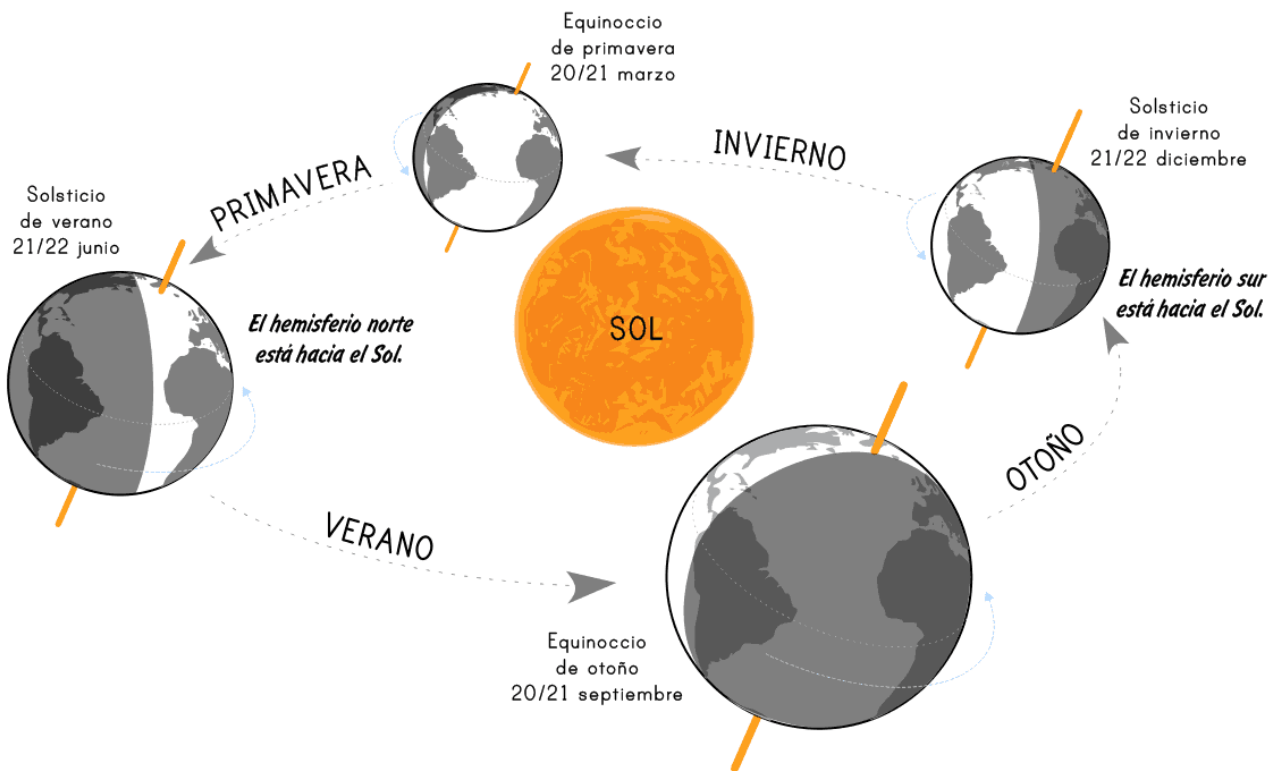 Equinoccio
de primavera
20/21 marzo
INVIERNO
Solsticio
de invierno
21/22 diciembre
PRIMAVERA
Solsticio
de verano
21/22 junio
El hemisferio norte
está hacia el Sol.
SOL
El hemisferio sur
está hacia el Sol.
OTOÑO
VERANO
Equinoccio
de otoño
20/21 septiembre